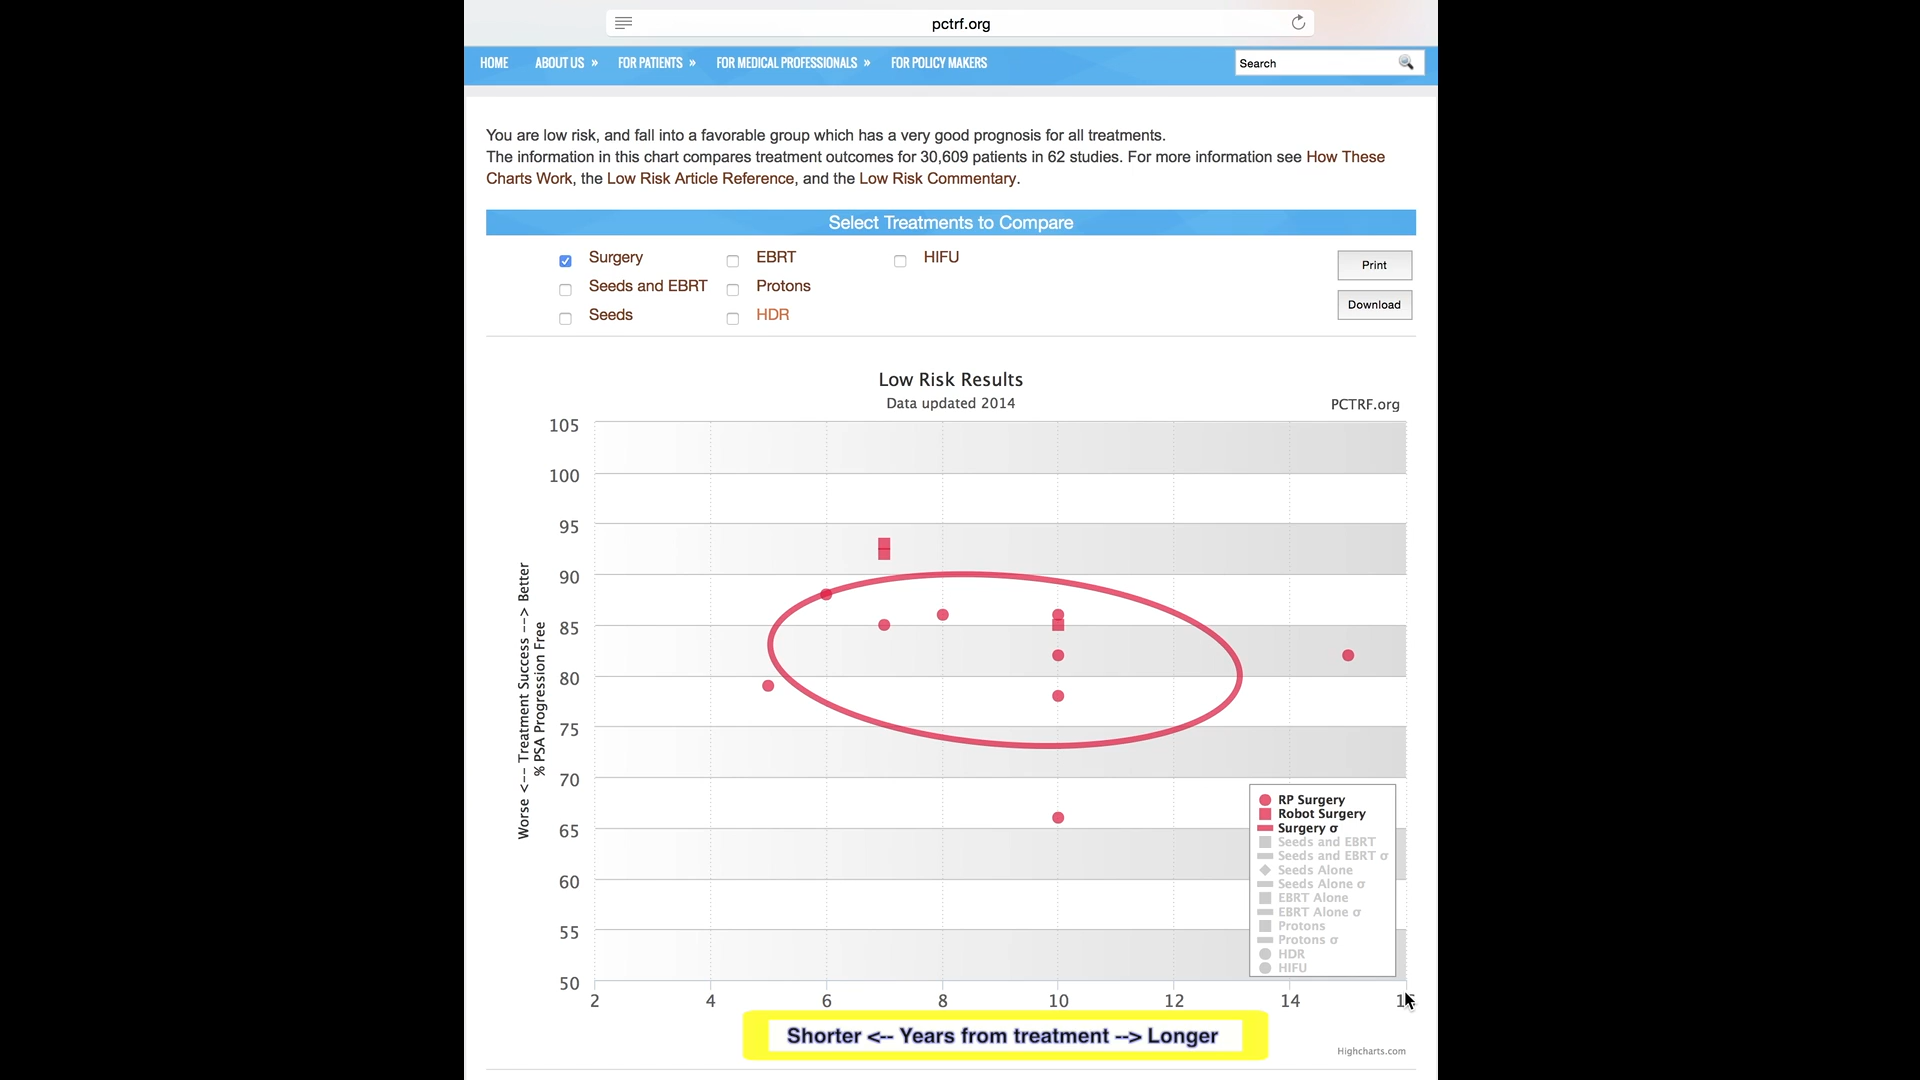 pctrf.org
HOME ABOUT US » FOR PATIENTS » FOR MEDICAL PROFESSIONALS » FOR POLICY MAKERS Search
You are low risk, and fall into a favorable group which has a very good prognosis for all treatments.
The information in this chart compares treatment outcomes for 30,609 patients in 62 studies. For more information see How These
Charts Work, the Low Risk Article Reference, and the Low Risk Commentary.
Select Treatments to Compare
Surgery EBRT HIFU
Seeds and EBRT Protons
Seeds HDR
Print
Download
Low Risk Results
Data updated 2014
PCTRF.org
105
100
95
90
85
80
75
70
65
60
55
50
Worse <-- Treatment Success --> Better
% PSA Progression Free
RP Surgery
Robot Surgery
Surgery σ
Seeds and EBRT
Seeds and EBRT σ
Seeds Alone
Seeds Alone σ
EBRT Alone
EBRT Alone σ
Protons
Protons σ
HDR
HIFU
2 4 6 8 10 12 14
Shorter <-- Years from treatment --> Longer
Highcharts.com